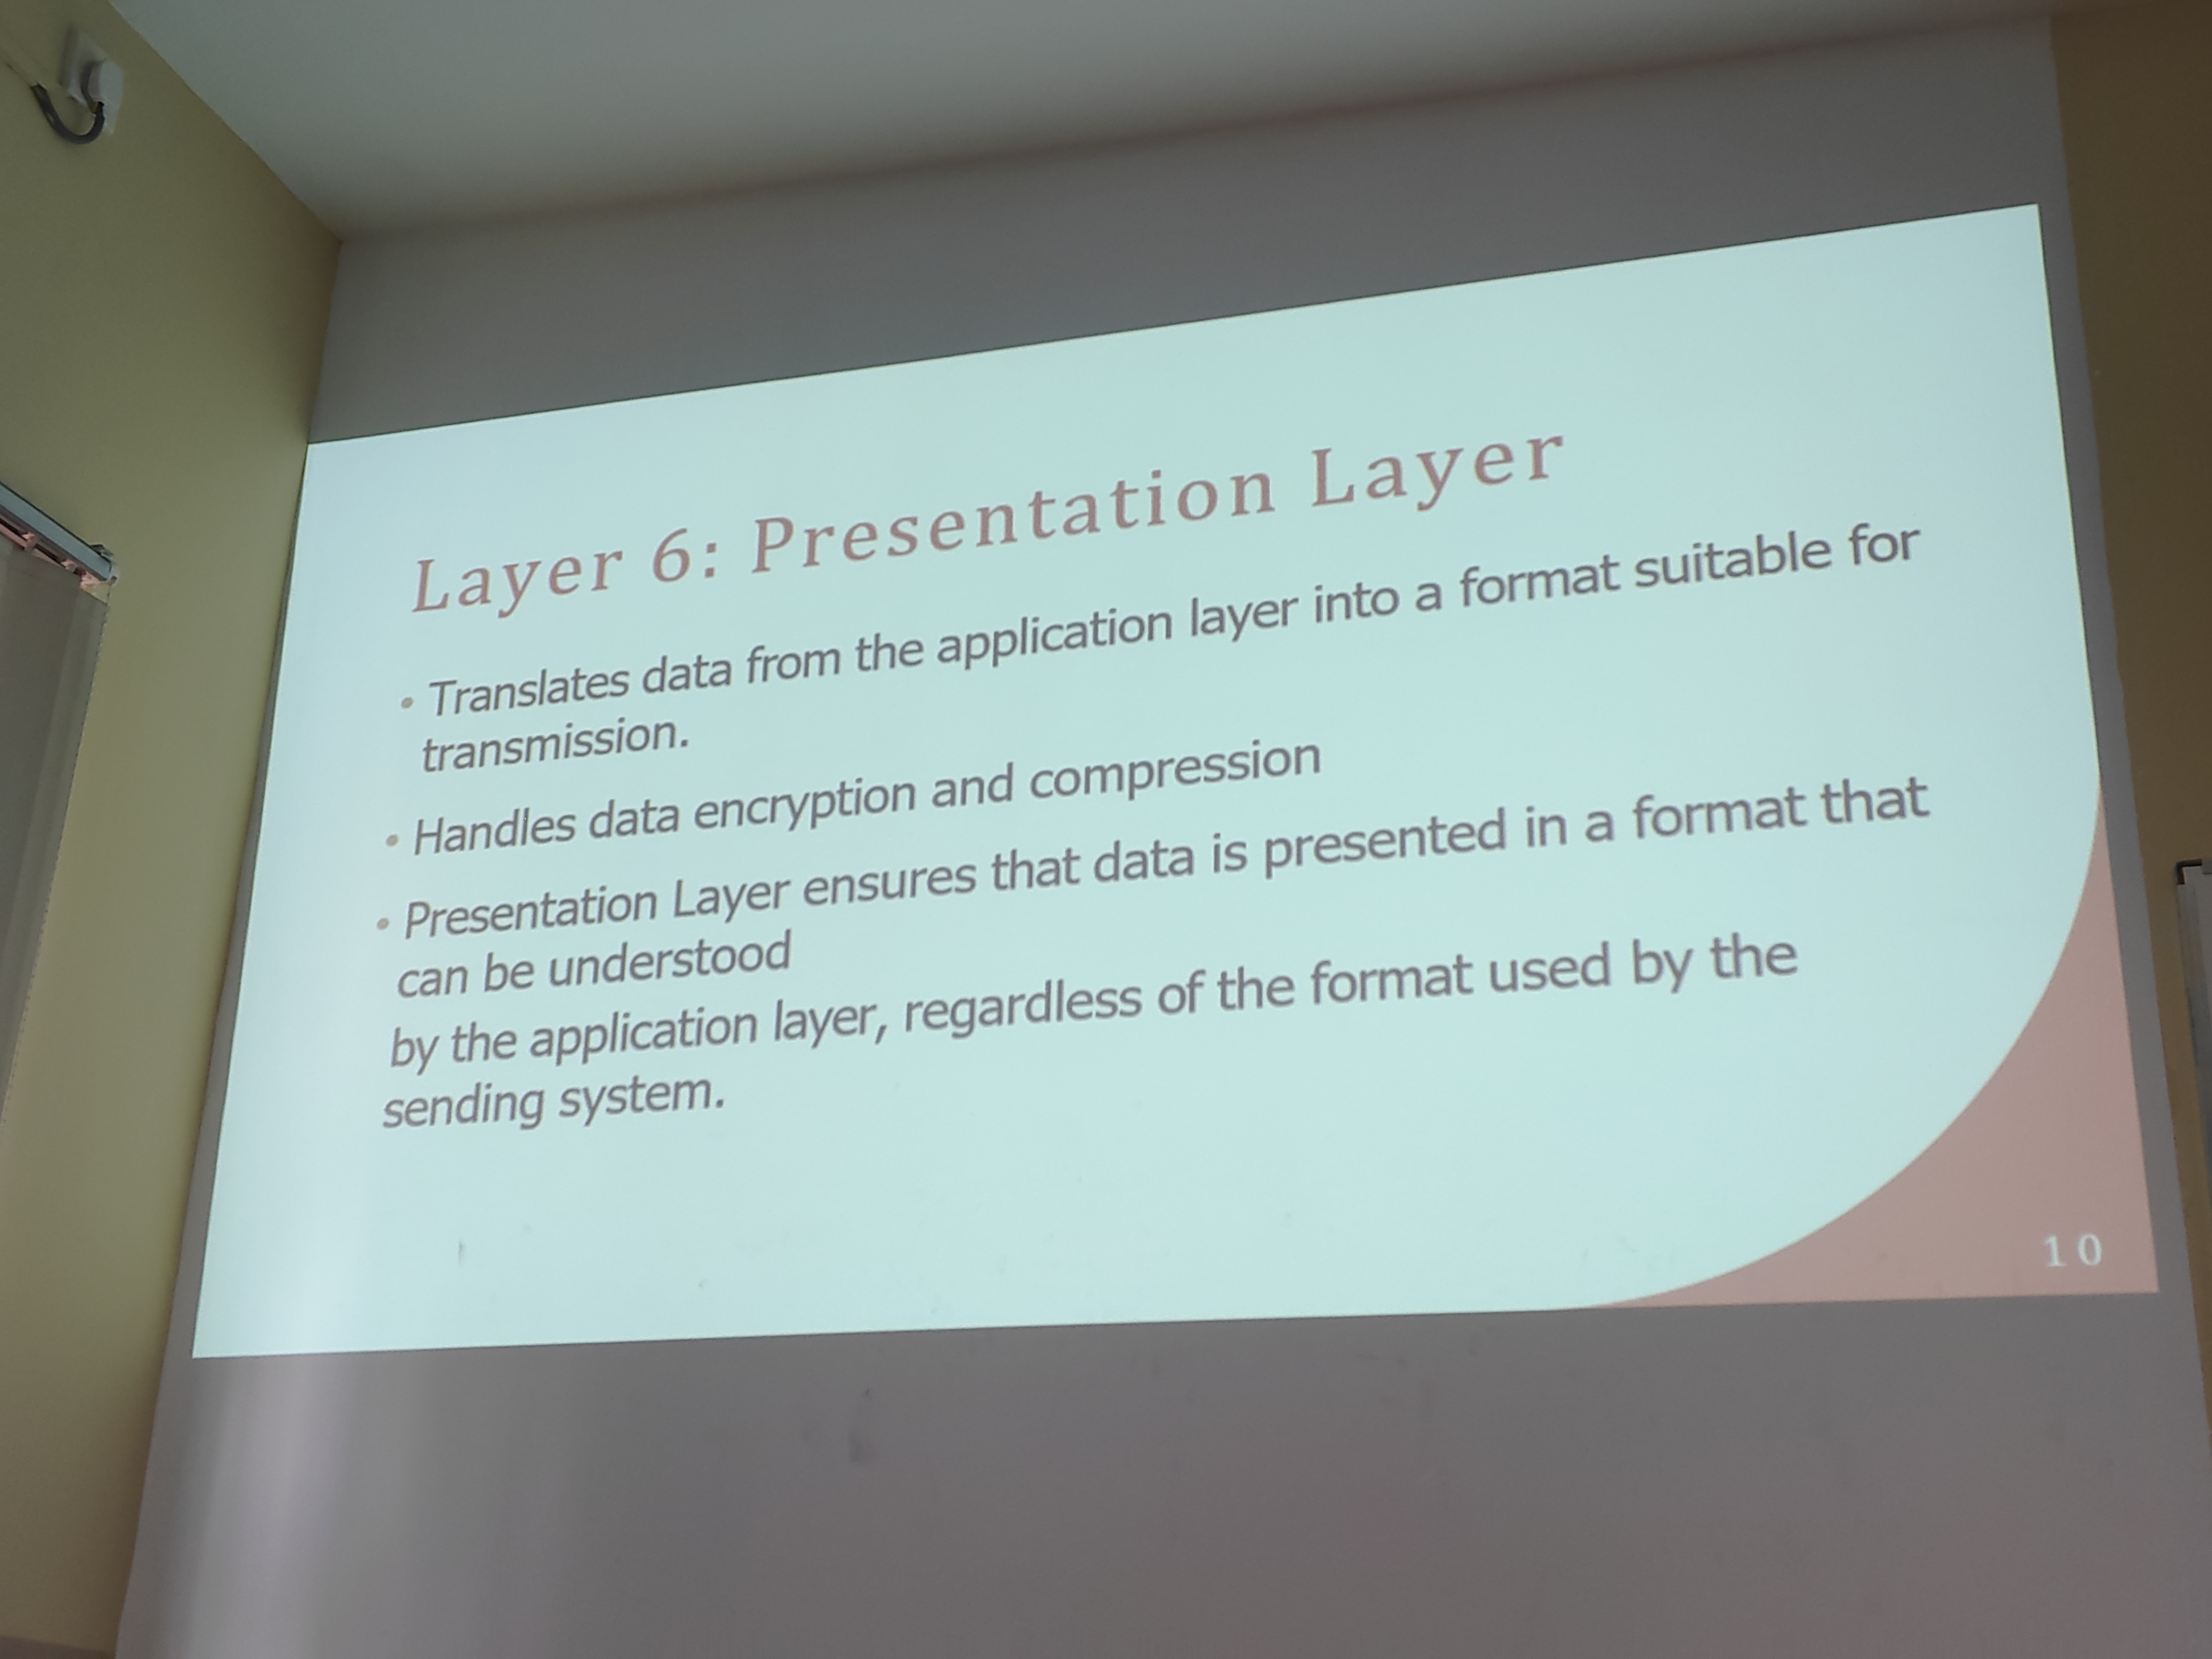 Layer 6: Presentation Layer
• Translates data from the application layer into a format suitable for
transmission.
• Handles data encryption and compression
• Presentation Layer ensures that data is presented in a format that
can be understood
by the application layer, regardless of the format used by the
sending system.
10